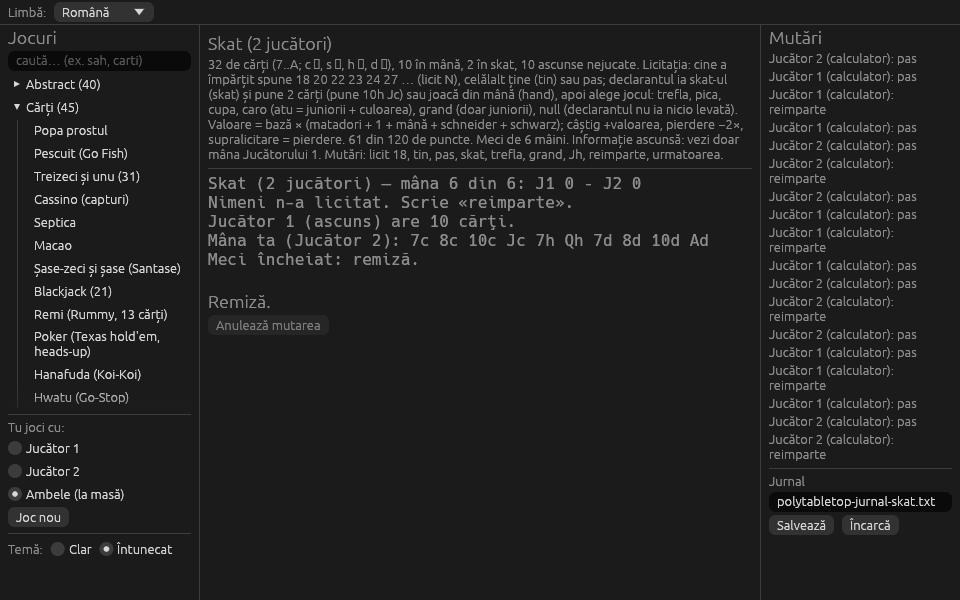 Limbă: Română
Jocuri
caută... (ex. sah, carti)
Abstract (40)
Cărți (45)
Popa prostul
Pescuit (Go Fish)
Treizeci și unu (31)
Cassino (capturi)
Septica
Macao
Șase-zeci și șase (Santase)
Blackjack (21)
Remi (Rummy, 13 cărți)
Poker (Texas hold'em,
heads-up)
Hanafuda (Koi-Koi)
Hwatu (Go-Stop)
Tu joci cu:
Jucător 1
Jucător 2
Ambele (la masă)
Joc nou
Temă: Clar Întunecat
Skat (2 jucători)
32 de cărți (7..A; c , s , h , d ), 10 în mână, 2 în skat, 10 ascunse nejucate. Licitația: cine a
împărțit spune 18 20 22 23 24 27 ... (licit N), celălalt ține (tin) sau pas; declarantul ia skat-ul
(skat) și pune 2 cărți (pune 10h Jc) sau joacă din mână (hand), apoi alege jocul: trefla, pica,
cupa, caro (atu = juniorii + culoarea), grand (doar juniorii), null (declarantul nu ia nicio levată).
Valoare = bază × (matadori + 1 + mână + schneider + schwarz); câștig +valoarea, pierdere −2×,
supralicitare = pierdere. 61 din 120 de puncte. Meci de 6 mâini. Informație ascunsă: vezi doar
mâna Jucătorului 1. Mutări: licit 18, tin, pas, skat, trefla, grand, Jh, reimparte, urmatoarea.
Skat (2 jucători) — mâna 6 din 6: J1 0 - J2 0
Nimeni n-a licitat. Scrie «reimparte».
Jucător 1 (ascuns) are 10 cărţi.
Mâna ta (Jucător 2): 7c 8c 10c Jc 7h Qh 7d 8d 10d Ad
Meci încheiat: remiză.
Remiză.
Anulează mutarea
Mutări
Jucător 2 (calculator): pas
Jucător 1 (calculator): pas
Jucător 1 (calculator):
reimparte
Jucător 1 (calculator): pas
Jucător 2 (calculator): pas
Jucător 2 (calculator):
reimparte
Jucător 2 (calculator): pas
Jucător 1 (calculator): pas
Jucător 1 (calculator):
reimparte
Jucător 1 (calculator): pas
Jucător 2 (calculator): pas
Jucător 2 (calculator):
reimparte
Jucător 2 (calculator): pas
Jucător 1 (calculator): pas
Jucător 1 (calculator):
reimparte
Jucător 1 (calculator): pas
Jucător 2 (calculator): pas
Jucător 2 (calculator):
reimparte
Jurnal
polytabletop-jurnal-skat.txt
Salvează Încarcă